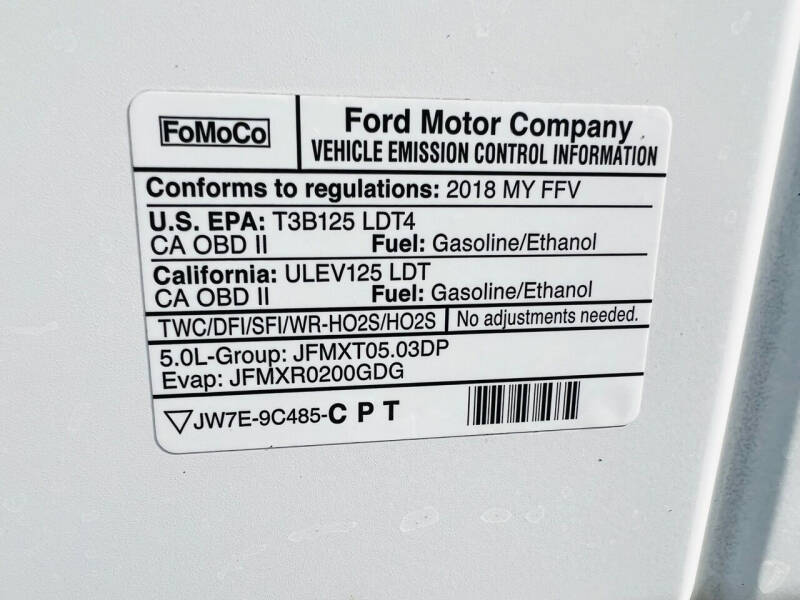 FoMoCo
Ford Motor Company
VEHICLE EMISSION CONTROL INFORMATION
Conforms to regulations: 2018 MY FFV
U.S. EPA: T3B125 LDT4
CA OBD II Fuel: Gasoline/Ethanol
California: ULEV125 LDT
CA OBD II Fuel: Gasoline/Ethanol
TWC/DFI/SFI/WR-HO2S/HO2S No adjustments needed.
5.0L-Group: JFMXT05.03DP
Evap: JFMXR0200GDG
JW7E-9C485-C P T